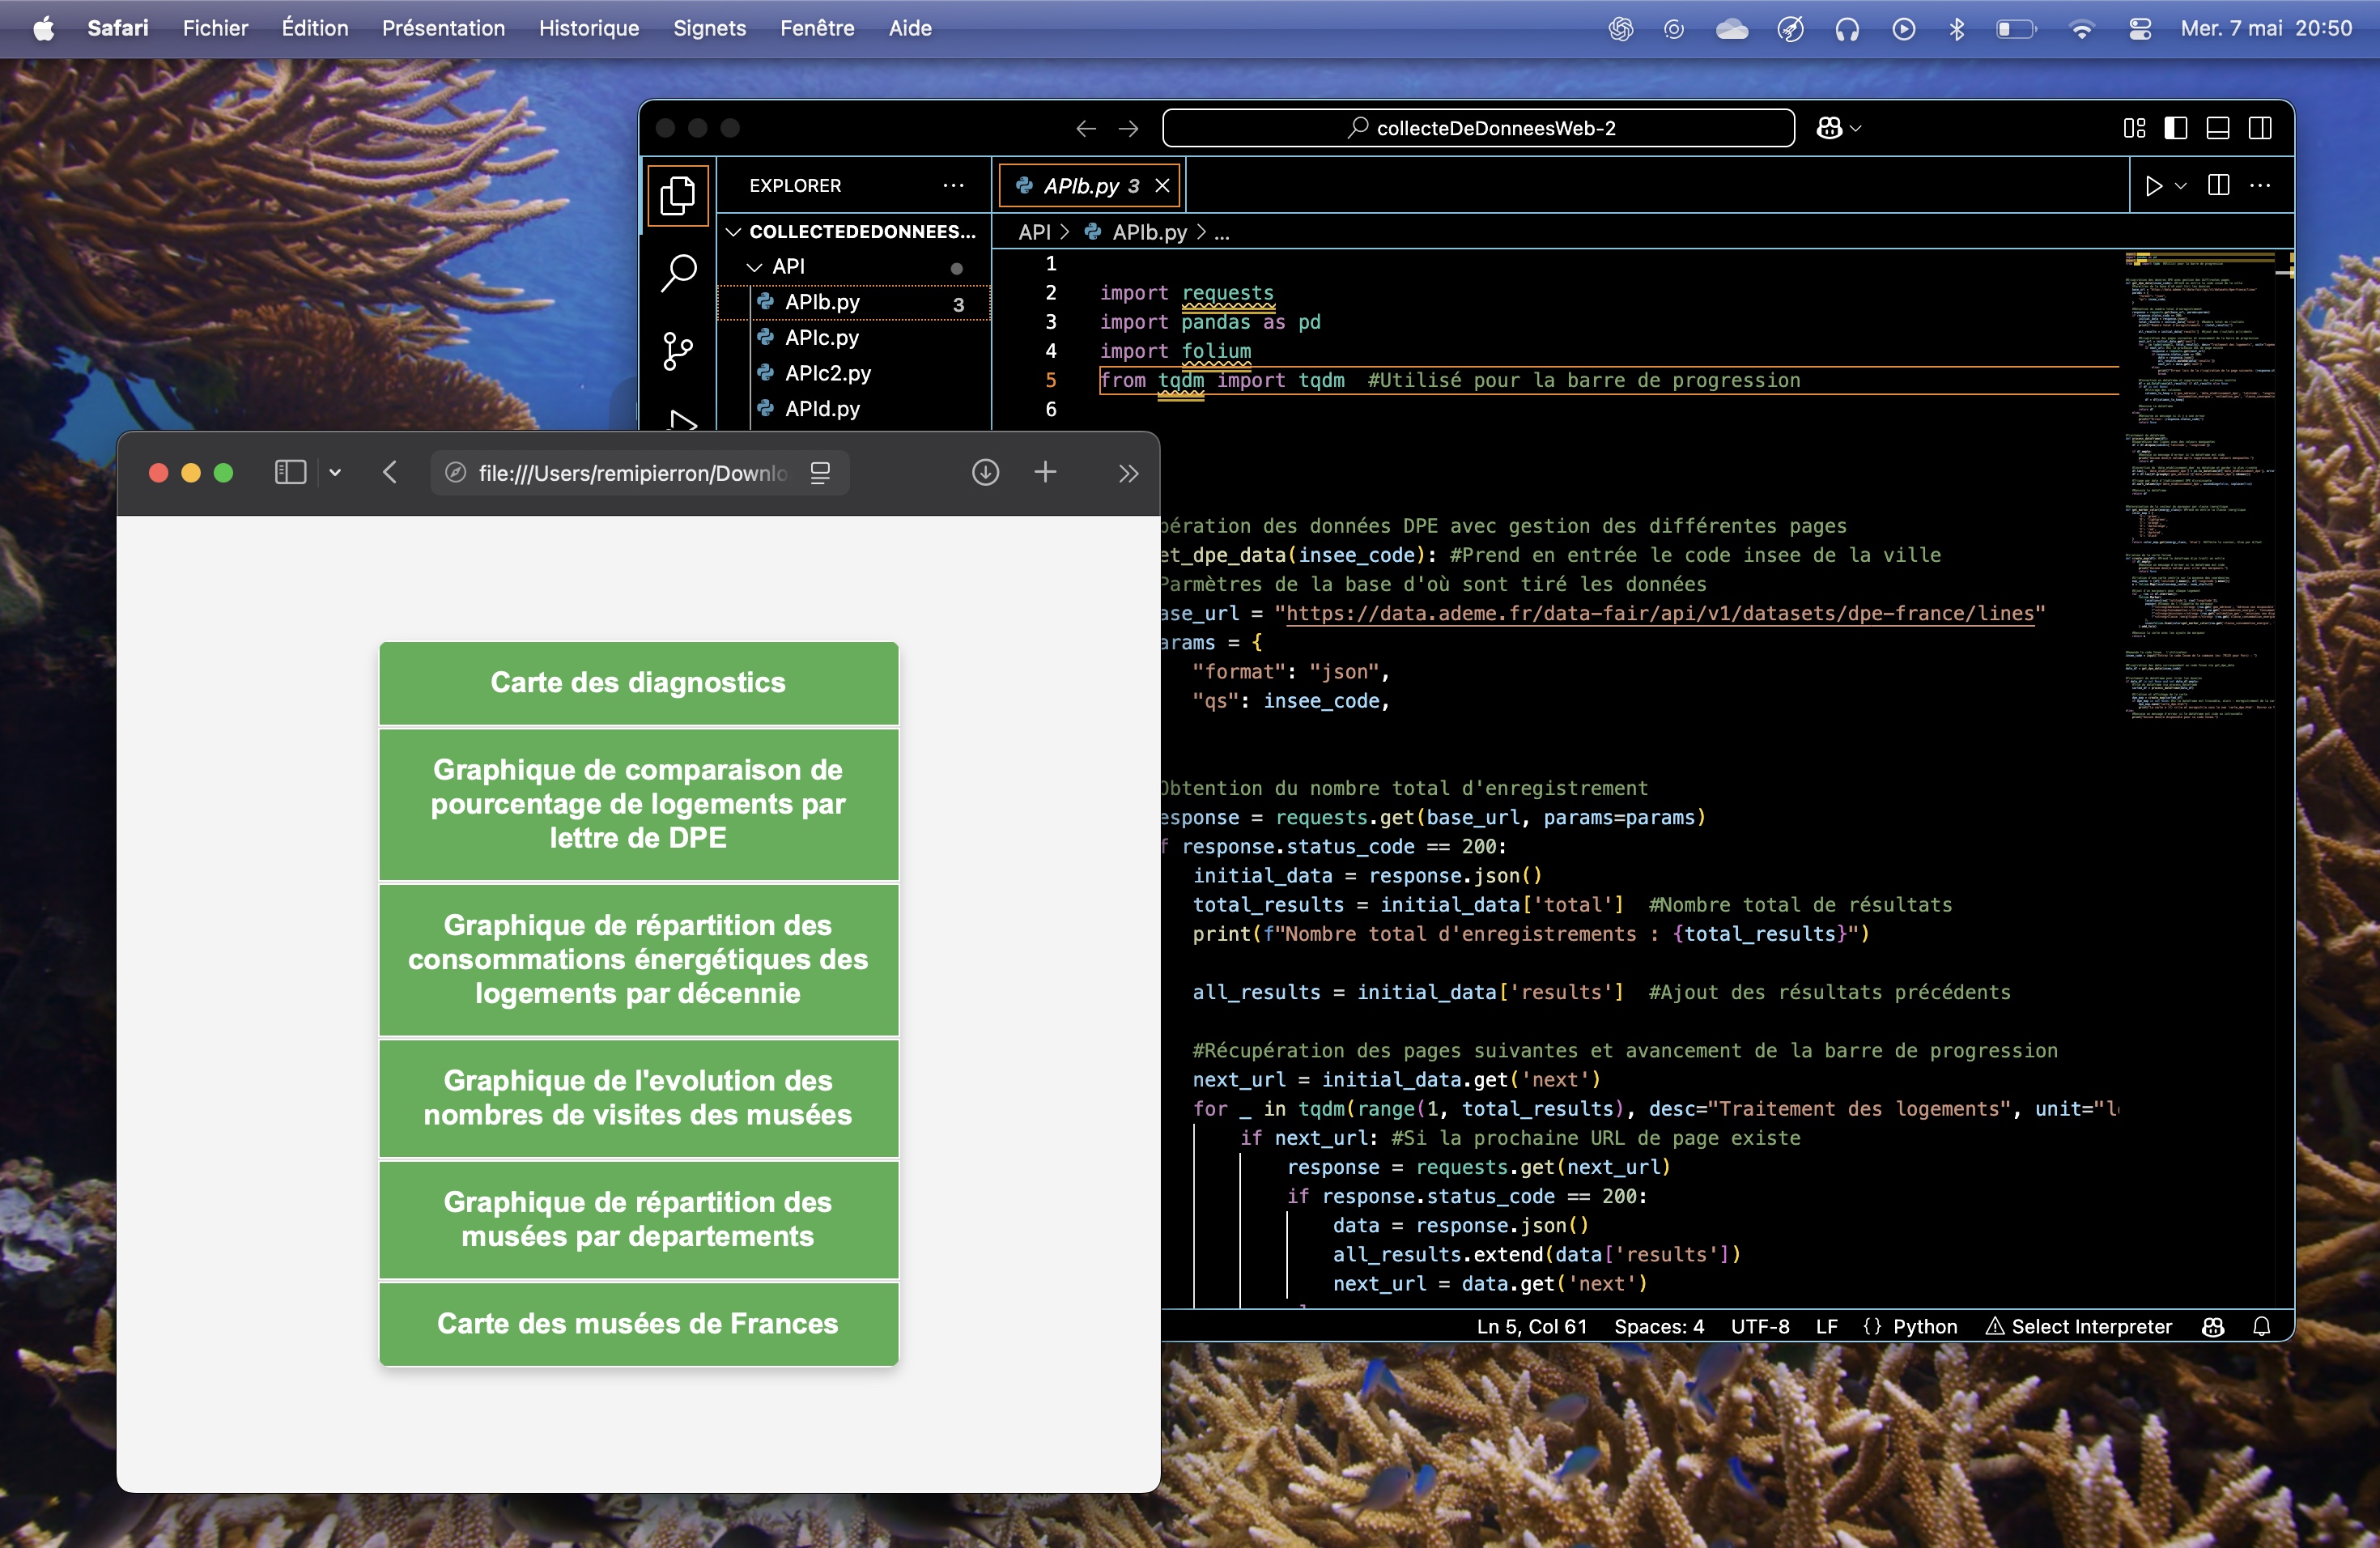 Safari Fichier Édition Présentation Historique Signets Fenêtre Aide
Mer. 7 mai 20:50
collecteDeDonneesWeb-2
EXPLORER
APIb.py 3
COLLECTEDEDONNEES...
API > APIb.py > ...
API
APIb.py 3
APIc.py
APIc2.py
APId.py
1
2 import requests
3 import pandas as pd
4 import folium
5 from tqdm import tqdm #Utilisé pour la barre de progression
6
file:///Users/remipierron/Downlo
Carte des diagnostics
Graphique de comparaison de
pourcentage de logements par
lettre de DPE
Graphique de répartition des
consommations énergétiques des
logements par décennie
Graphique de l'evolution des
nombres de visites des musées
Graphique de répartition des
musées par departements
Carte des musées de Frances
pération des données DPE avec gestion des différentes pages
et_dpe_data(insee_code): #Prend en entrée le code insee de la ville
Paramètres de la base d'où sont tiré les données
ase_url = "https://data.ademe.fr/data-fair/api/v1/datasets/dpe-france/lines"
arams = {
"format": "json",
"qs": insee_code,
Obtention du nombre total d'enregistrement
esponse = requests.get(base_url, params=params)
f response.status_code == 200:
initial_data = response.json()
total_results = initial_data['total'] #Nombre total de résultats
print(f"Nombre total d'enregistrements : {total_results}")
all_results = initial_data['results'] #Ajout des résultats précédents
#Récupération des pages suivantes et avancement de la barre de progression
next_url = initial_data.get('next')
for _ in tqdm(range(1, total_results), desc="Traitement des logements", unit="l
if next_url: #Si la prochaine URL de page existe
response = requests.get(next_url)
if response.status_code == 200:
data = response.json()
all_results.extend(data['results'])
next_url = data.get('next')
Ln 5, Col 61 Spaces: 4 UTF-8 LF {} Python Select Interpreter